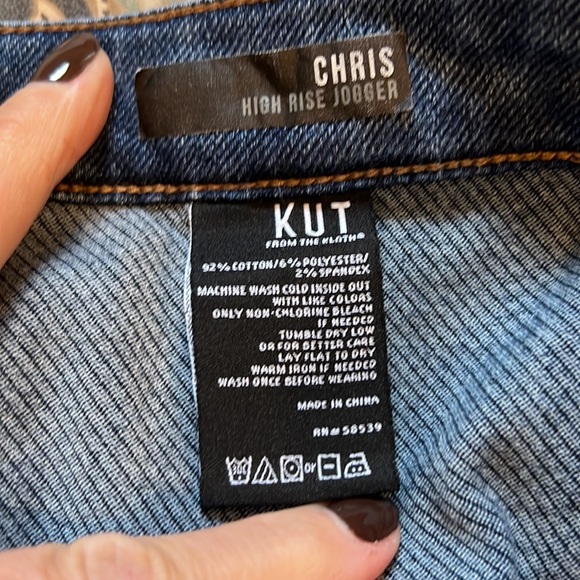 CHRIS
HIGH RISE JOGGER
KUT
FROM THE KLOTH®
92% COTTON/6% POLYESTER/
2% SPANDEX
MACHINE WASH COLD INSIDE OUT
WITH LIKE COLORS
ONLY NON-CHLORINE BLEACH
IF NEEDED
TUMBLE DRY LOW
OR FOR BETTER CARE
LAY FLAT TO DRY
WARM IRON IF NEEDED
WASH ONCE BEFORE WEARING
MADE IN CHINA
RN# 58539
30C or